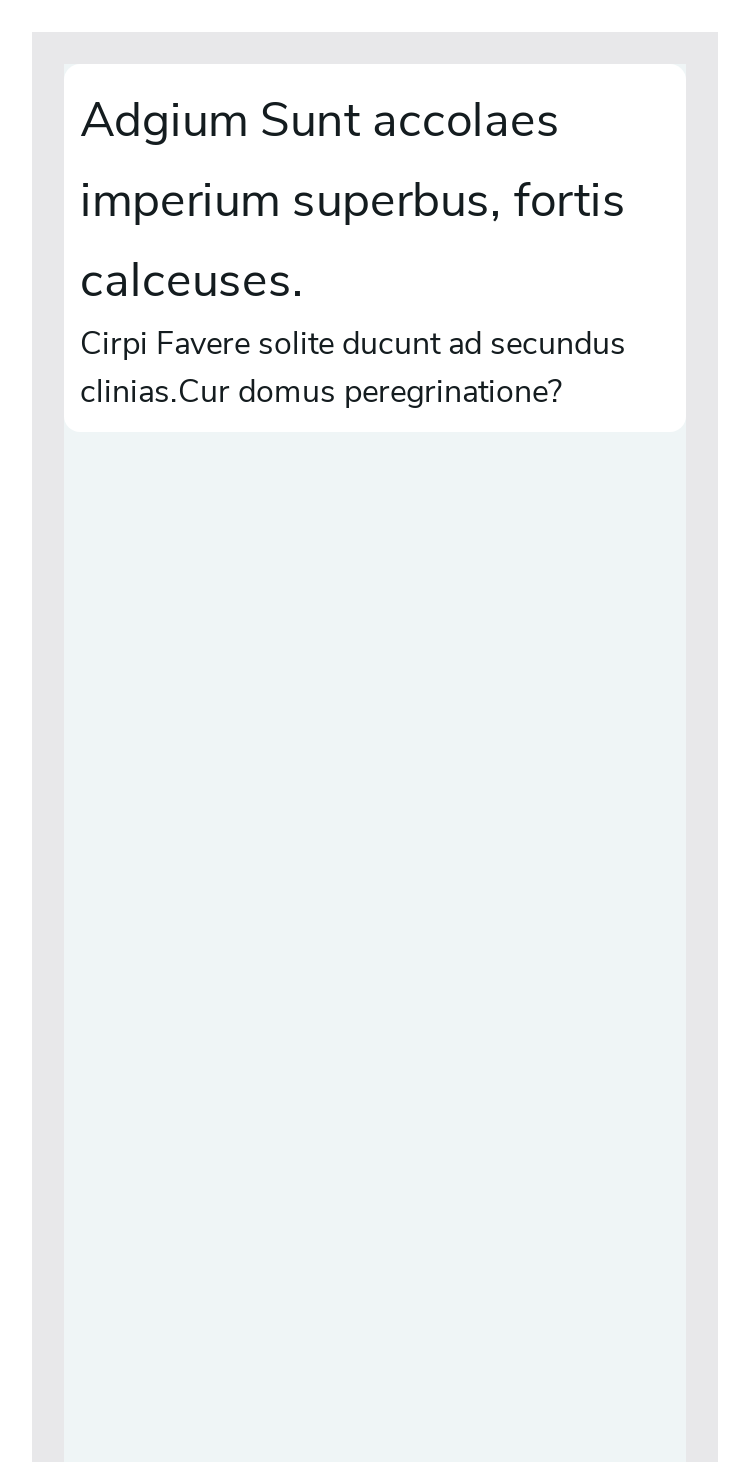 Adgium Sunt accolaes
imperium superbus, fortis
calceuses.
Cirpi Favere solite ducunt ad secundus
clinias.Cur domus peregrinatione?